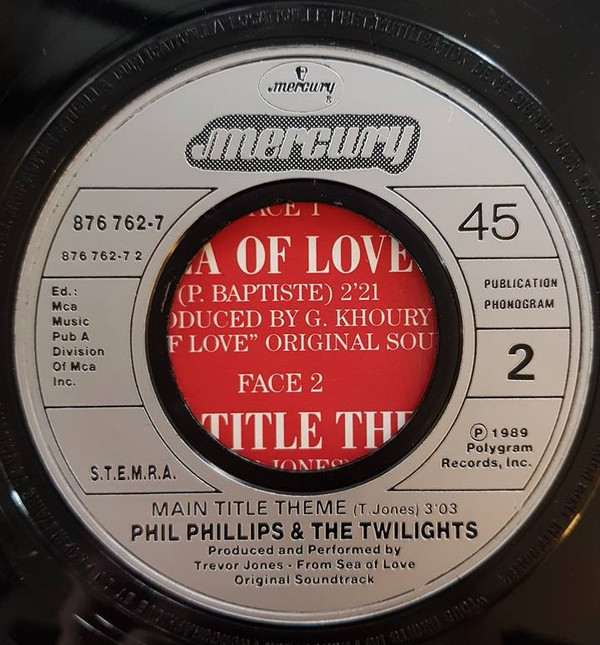 mercury
mercury
876 762-7
876 762-7 2
Ed.:
Mca
Music
Pub A
Division
Of Mca
Inc.
S.T.E.M.R.A.
45
PUBLICATION
PHONOGRAM
2
℗ 1989
Polygram
Records, Inc.
A OF LOVE
(P. BAPTISTE) 2'21
DUCED BY G. KHOURY
F LOVE” ORIGINAL SOU
FACE 2
TITLE THE
JONES
MAIN TITLE THEME (T.Jones) 3'03
PHIL PHILLIPS & THE TWILIGHTS
Produced and Performed by
Trevor Jones - From Sea of Love
Original Soundtrack